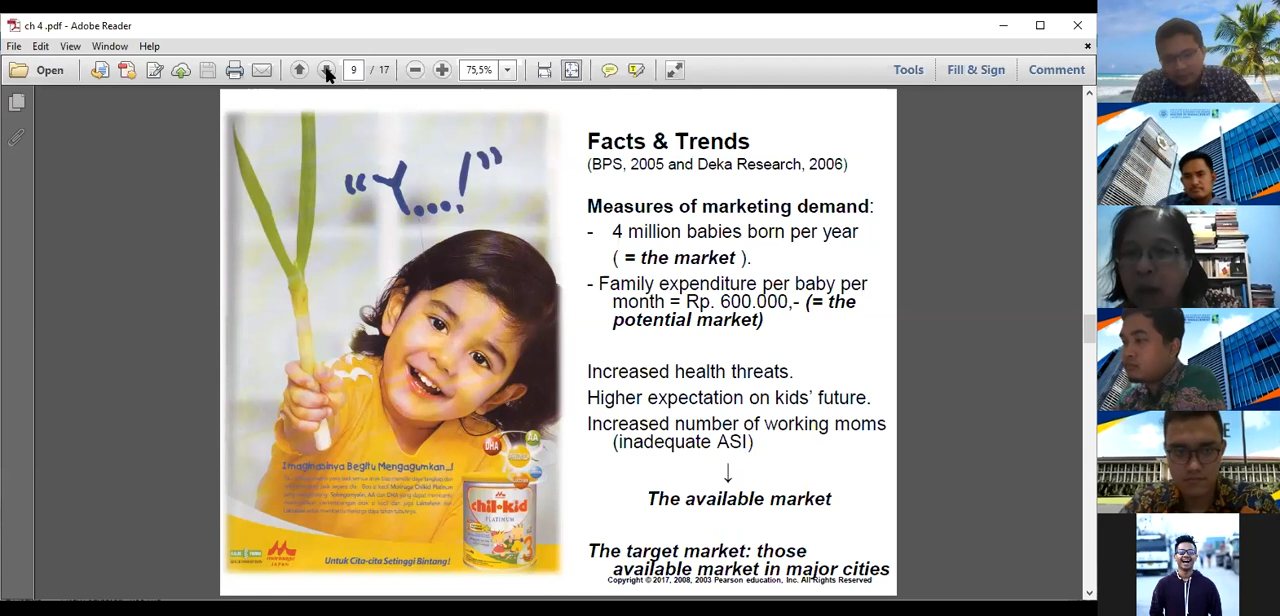 ch 4 .pdf - Adobe Reader
File Edit View Window Help
Open
9 / 17
75,5%
Tools
Fill & Sign
Comment
"Y...!"
Imaginasinya Begitu Mengagumkan...!
DHA
AA
chil•kid
PLATINUM
3
morinaga
JAPAN
Untuk Cita-cita Setinggi Bintang!
Facts & Trends
(BPS, 2005 and Deka Research, 2006)
Measures of marketing demand:
- 4 million babies born per year
( = the market ).
- Family expenditure per baby per
month = Rp. 600.000,- (= the
potential market)
Increased health threats.
Higher expectation on kids' future.
Increased number of working moms
(inadequate ASI)
↓
The available market
The target market: those
available market in major cities
Copyright © 2017, 2008, 2003 Pearson education, Inc. All Rights Reserved